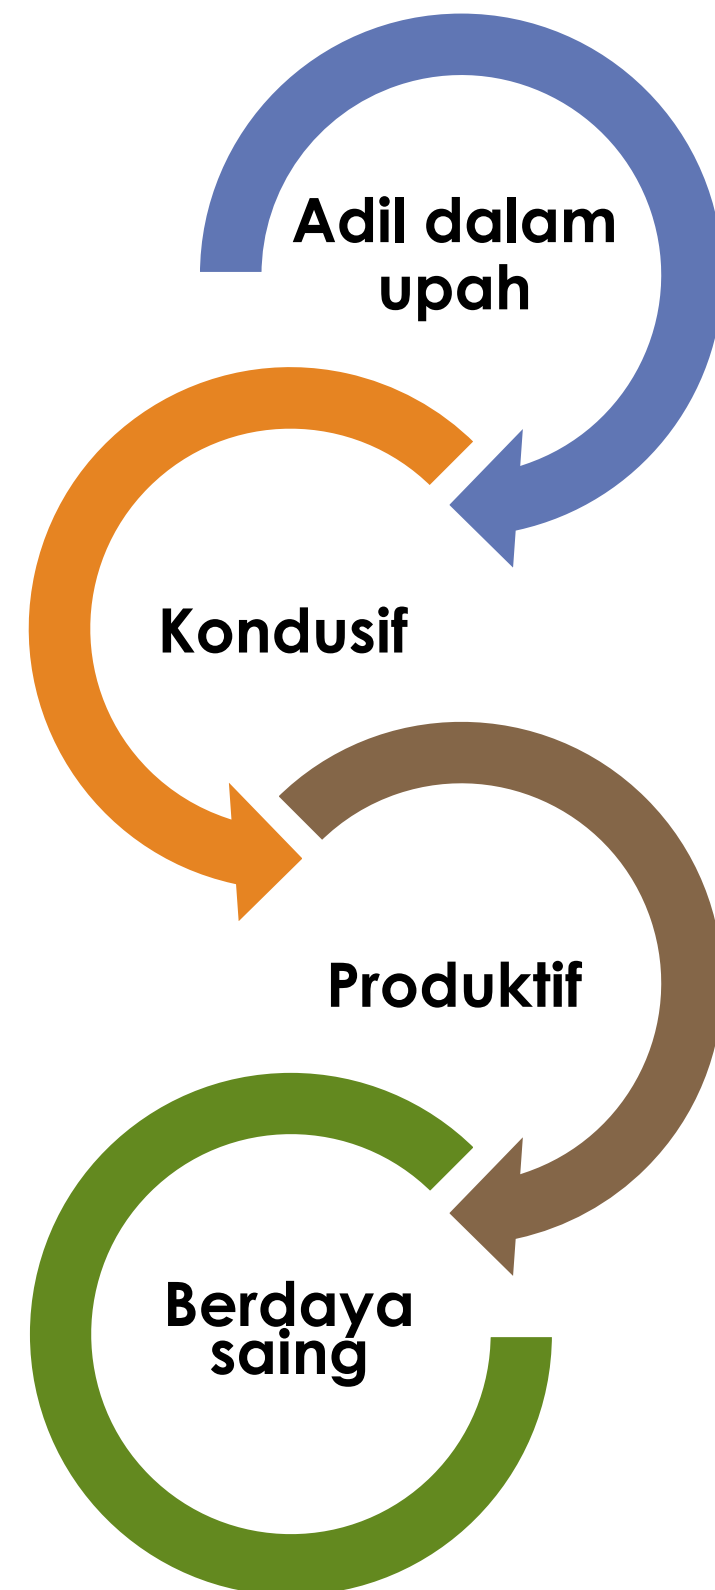 Adil dalam
upah
Kondusif
Produktif
Berdaya
saing